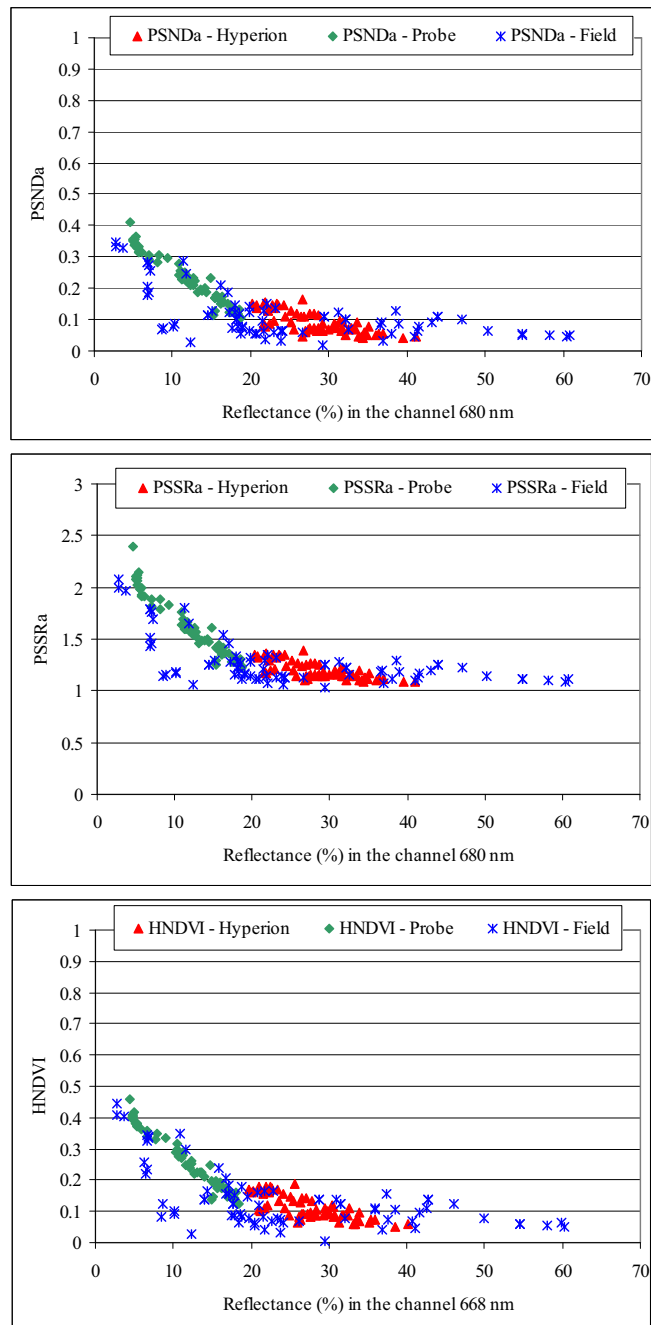 PSNDa - Hyperion PSNDa - Probe PSNDa - Field
1
0.9
0.8
0.7
0.6
0.5
0.4
0.3
0.2
0.1
0
PSNDa
0 10 20 30 40 50 60 70
Reflectance (%) in the channel 680 nm
PSSRa - Hyperion PSSRa - Probe PSSRa - Field
3
2.5
2
1.5
1
0.5
0
PSSRa
0 10 20 30 40 50 60 70
Reflectance (%) in the channel 680 nm
HNDVI - Hyperion HNDVI - Probe HNDVI - Field
1
0.9
0.8
0.7
0.6
0.5
0.4
0.3
0.2
0.1
0
HNDVI
0 10 20 30 40 50 60 70
Reflectance (%) in the channel 668 nm